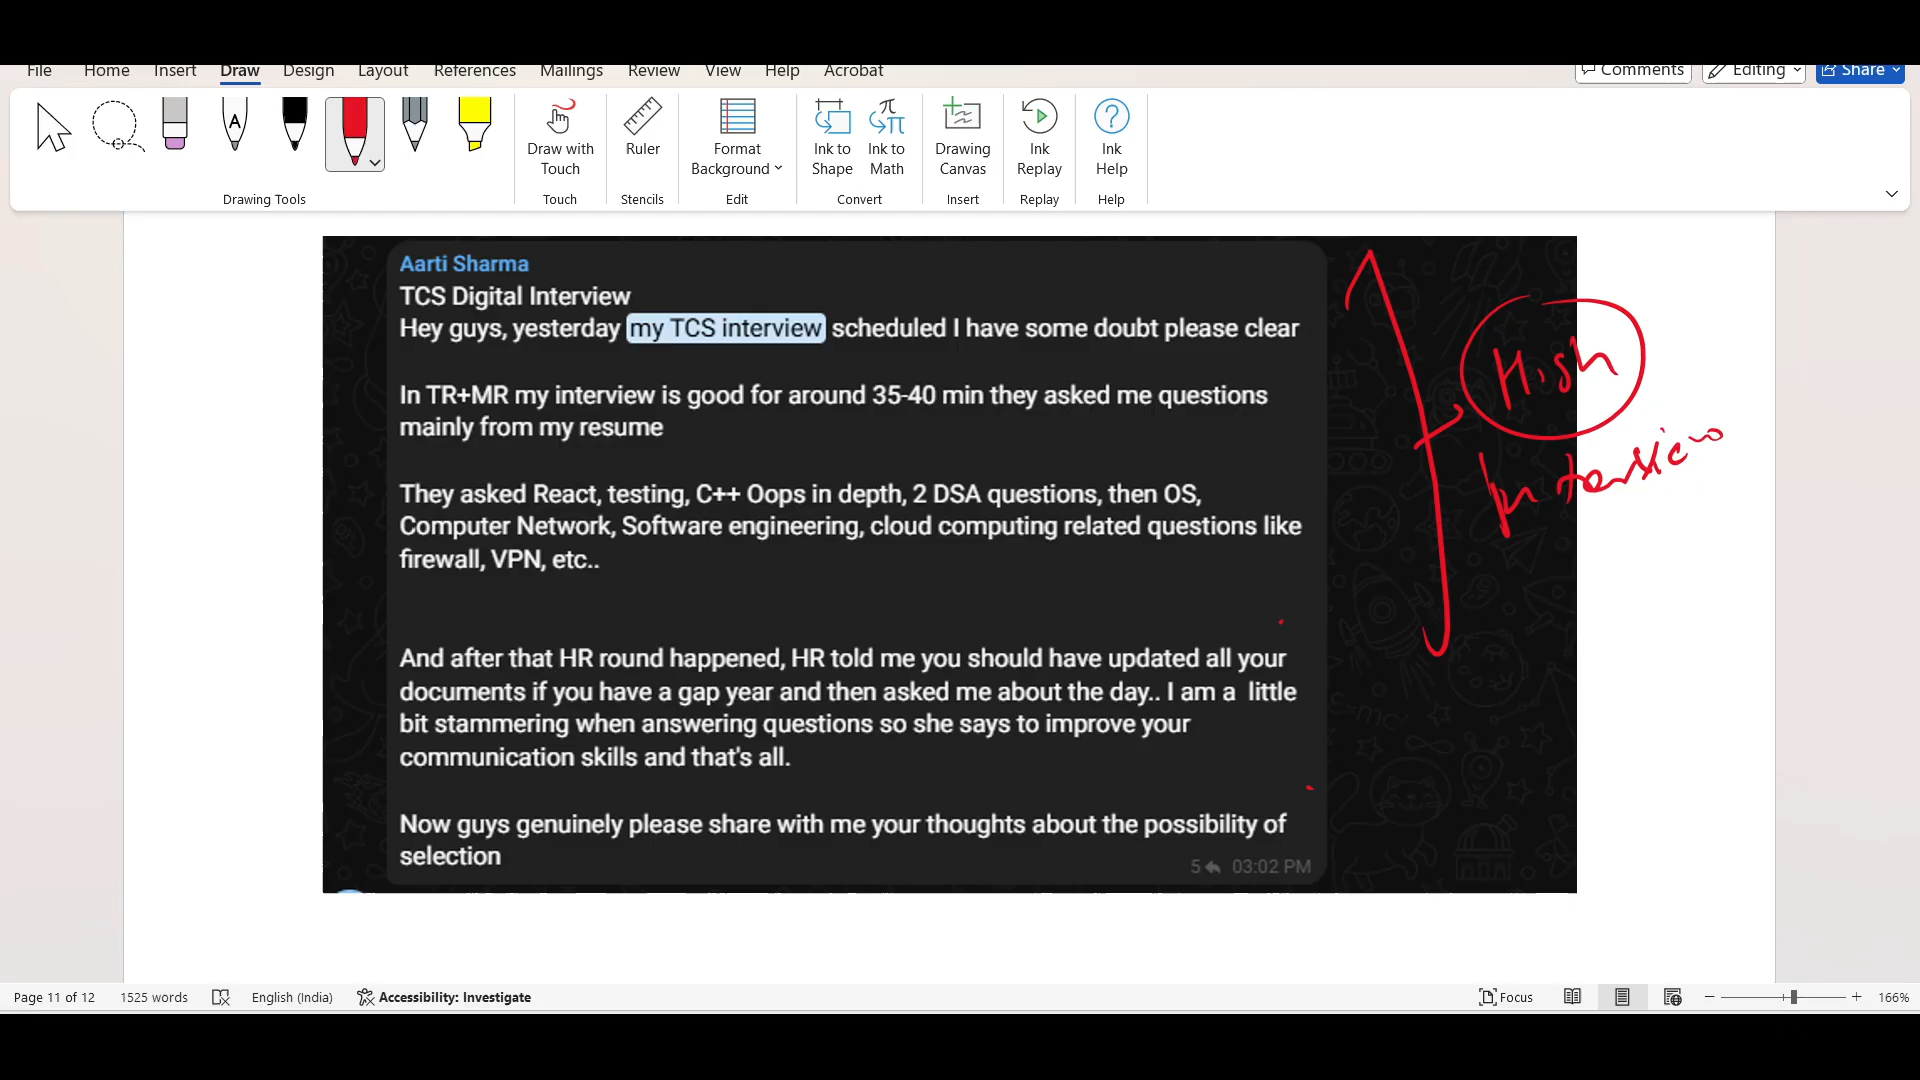 File Home Insert Draw Design Layout References Mailings Review View Help Acrobat
Comments Editing Share
A
Draw with Touch
Ruler
Format Background
Ink to Shape
Ink to Math
Drawing Canvas
Ink Replay
Ink Help
Drawing Tools Touch Stencils Edit Convert Insert Replay Help
Aarti Sharma
TCS Digital Interview
Hey guys, yesterday my TCS interview scheduled I have some doubt please clear
In TR+MR my interview is good for around 35-40 min they asked me questions
mainly from my resume
They asked React, testing, C++ Oops in depth, 2 DSA questions, then OS,
Computer Network, Software engineering, cloud computing related questions like
firewall, VPN, etc..
And after that HR round happened, HR told me you should have updated all your
documents if you have a gap year and then asked me about the day.. I am a little
bit stammering when answering questions so she says to improve your
communication skills and that's all.
Now guys genuinely please share with me your thoughts about the possibility of
selection
5 03:02 PM
High
Page 11 of 12 1525 words English (India) Accessibility: Investigate Focus 166%